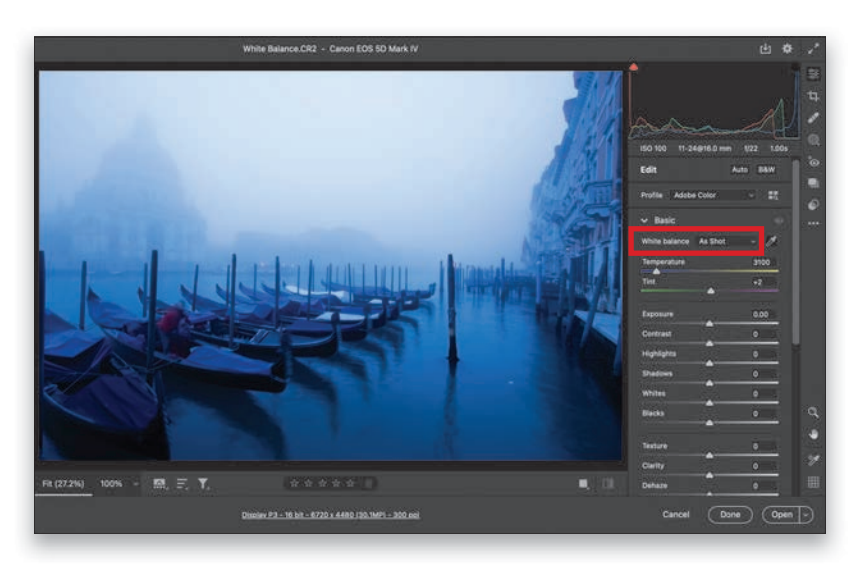 White Balance.CR2 - Canon EOS 5D Mark IV
ISO 100 11-24@16.0 mm f/22 1.00s
Edit Auto B&W
Profile Adobe Color
Basic
White balance As Shot
Temperature 3100
Tint +2
Exposure 0.00
Contrast 0
Highlights 0
Shadows 0
Whites 0
Blacks 0
Texture 0
Clarity 0
Dehaze 0
Fit (27.2%) 100%
Display P3 - 16 bit - 6720 x 4480 (30.1MP) - 300 ppi
Cancel Done Open